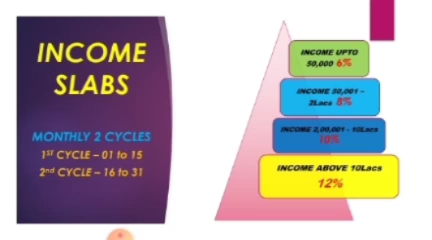 INCOME
SLABS
MONTHLY 2 CYCLES
1ST CYCLE – 01 to 15
2nd CYCLE – 16 to 31
INCOME UPTO
50,000 6%
INCOME 50,001 –
2Lacs 8%
INCOME 2,00,001 - 10Lacs
10%
INCOME ABOVE 10Lacs
12%